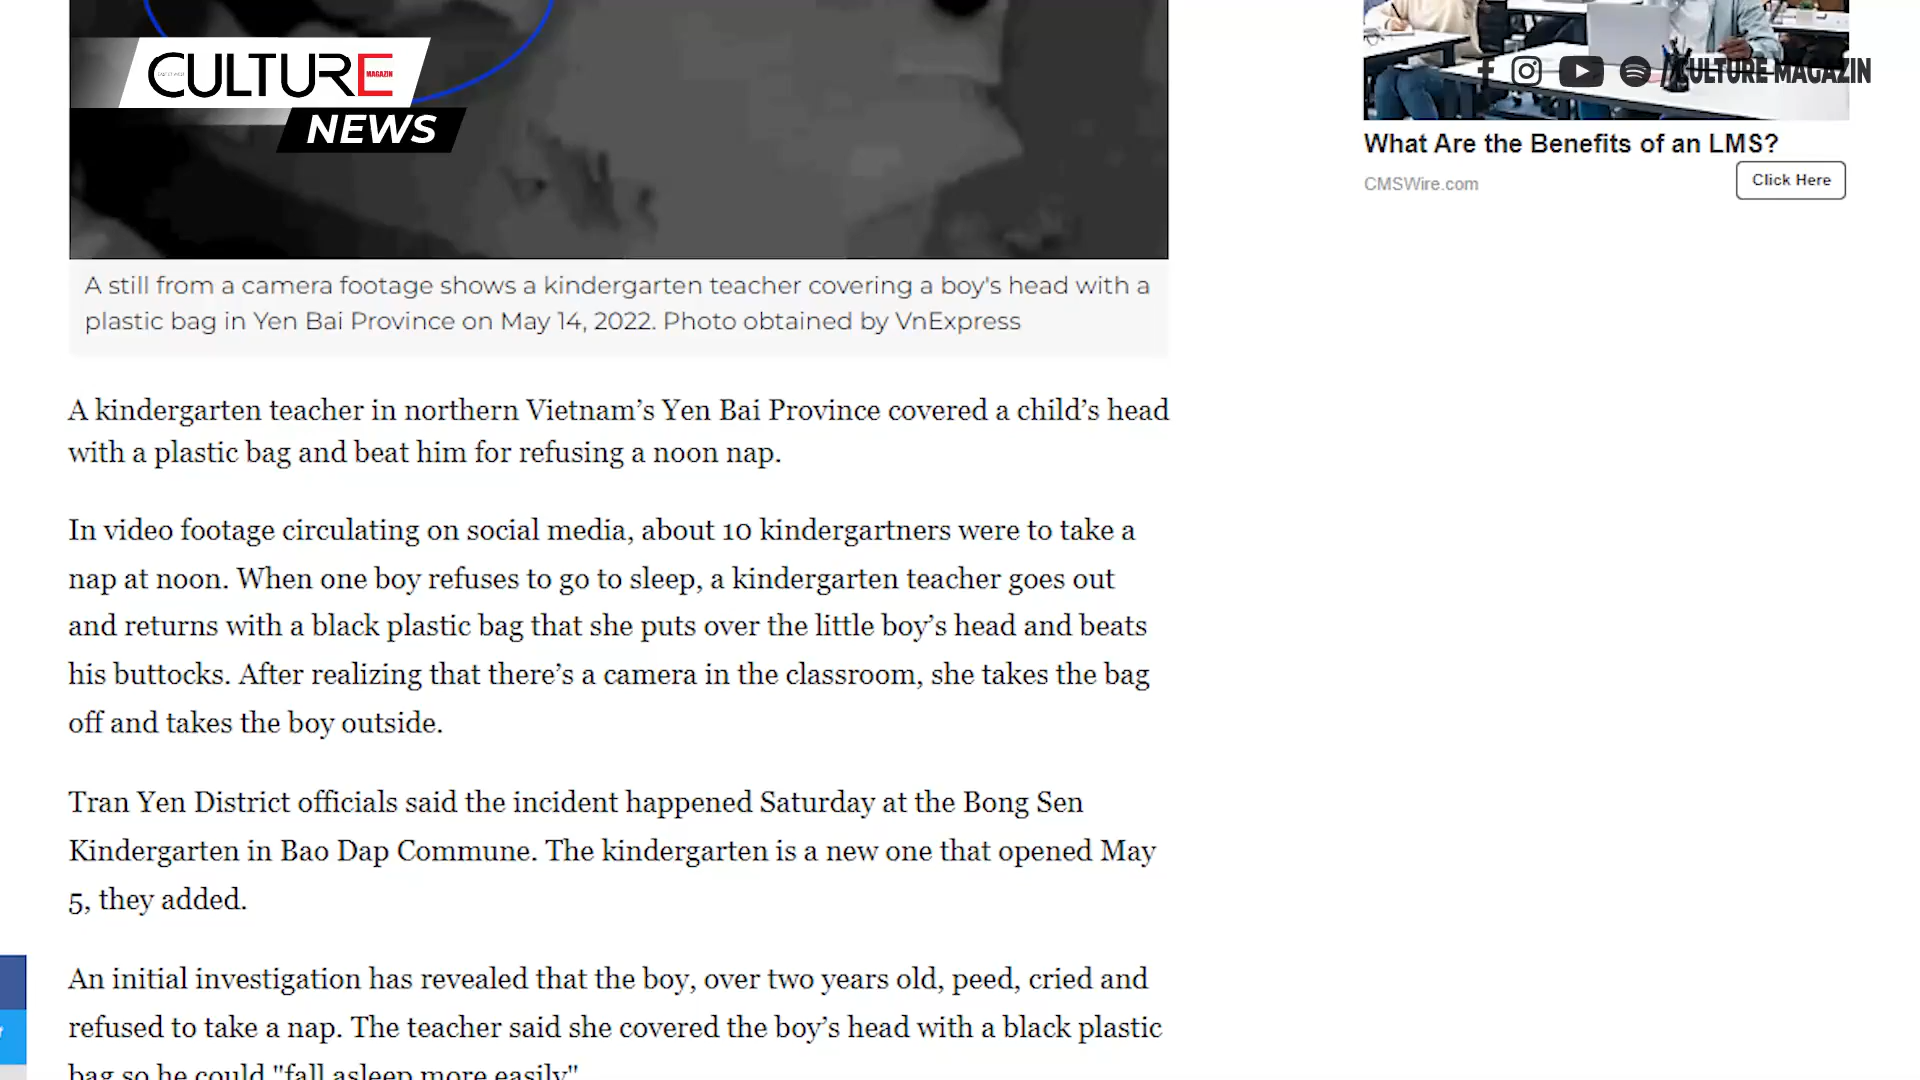 CULTURE
MAGAZIN
NEWS
CULTURE MAGAZIN
What Are the Benefits of an LMS?
CMSWire.com
Click Here
A still from a camera footage shows a kindergarten teacher covering a boy's head with a
plastic bag in Yen Bai Province on May 14, 2022. Photo obtained by VnExpress
A kindergarten teacher in northern Vietnam’s Yen Bai Province covered a child’s head
with a plastic bag and beat him for refusing a noon nap.
In video footage circulating on social media, about 10 kindergartners were to take a
nap at noon. When one boy refuses to go to sleep, a kindergarten teacher goes out
and returns with a black plastic bag that she puts over the little boy’s head and beats
his buttocks. After realizing that there’s a camera in the classroom, she takes the bag
off and takes the boy outside.
Tran Yen District officials said the incident happened Saturday at the Bong Sen
Kindergarten in Bao Dap Commune. The kindergarten is a new one that opened May
5, they added.
An initial investigation has revealed that the boy, over two years old, peed, cried and
refused to take a nap. The teacher said she covered the boy’s head with a black plastic
bag so he could "fall asleep more easily"